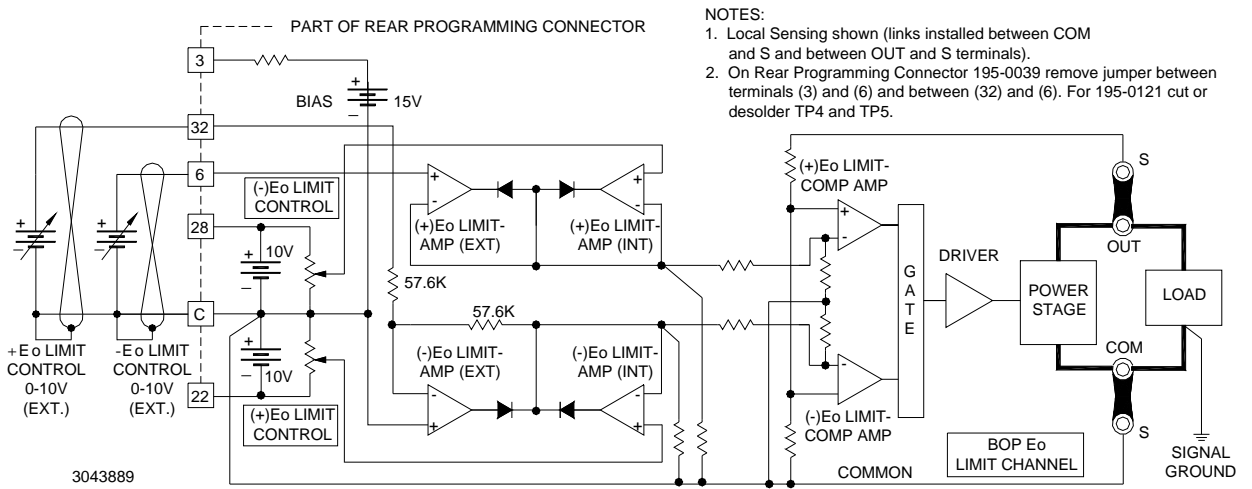 PART OF REAR PROGRAMMING CONNECTOR
NOTES:
1. Local Sensing shown (links installed between COM
and S and between OUT and S terminals).
2. On Rear Programming Connector 195-0039 remove jumper between
terminals (3) and (6) and between (32) and (6). For 195-0121 cut or
desolder TP4 and TP5.
3
+
BIAS
15V
–
32
6
28
C
22
+
–
+
–
(-)Eo LIMIT
CONTROL
+
10V
–
+
10V
–
(+)Eo LIMIT
CONTROL
+Eo LIMIT
CONTROL
0-10V
(EXT.)
-Eo LIMIT
CONTROL
0-10V
(EXT.)
+
-
(+)Eo LIMIT-
AMP (EXT)
+
-
(+)Eo LIMIT-
AMP (INT)
57.6K
57.6K
(-)Eo LIMIT-
AMP (EXT)
-
+
(-)Eo LIMIT-
AMP (INT)
-
+
(+)Eo LIMIT-
COMP AMP
+
-
-
+
(-)Eo LIMIT-
COMP AMP
G
A
T
E
DRIVER
POWER
STAGE
S
OUT
LOAD
COM
S
SIGNAL
GROUND
BOP Eo
LIMIT CHANNEL
COMMON
3043889